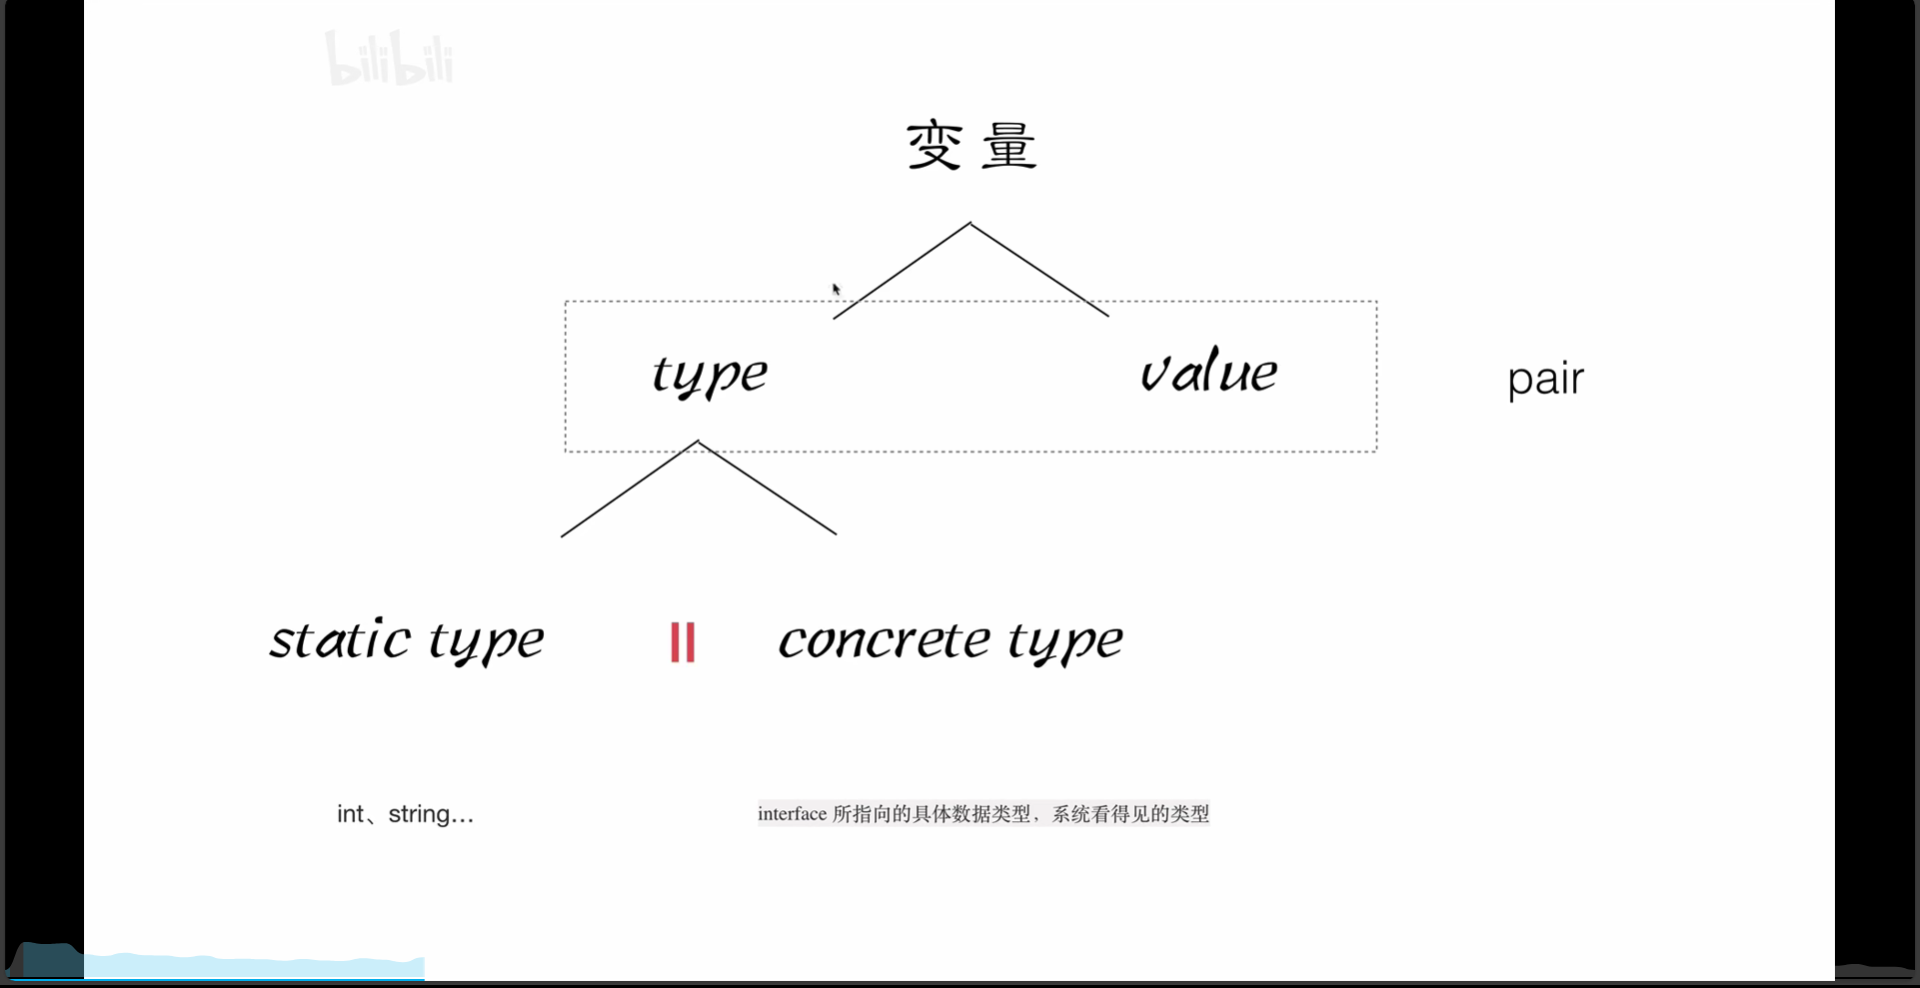 bilibili
变量
type value pair
static type || concrete type
int、string... interface 所指向的具体数据类型，系统看得见的类型